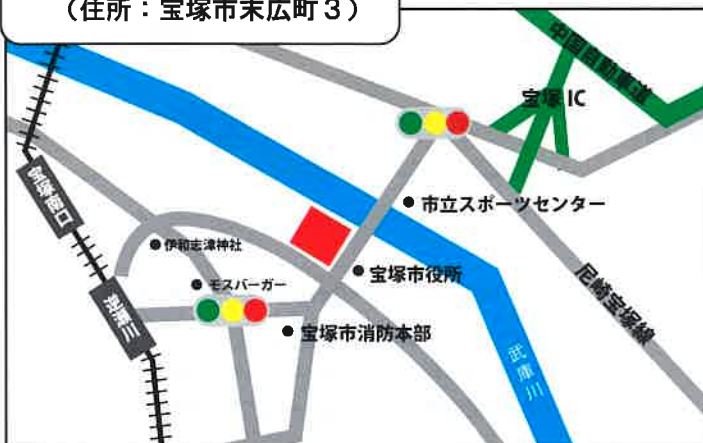 (住所：宝塚市末広町３)
中国自動車道
宝塚IC
宝塚南口
市立スポーツセンター
伊和志津神社
宝塚市役所
モスバーガー
尼崎宝塚線
逆瀬川
宝塚市消防本部
武庫川